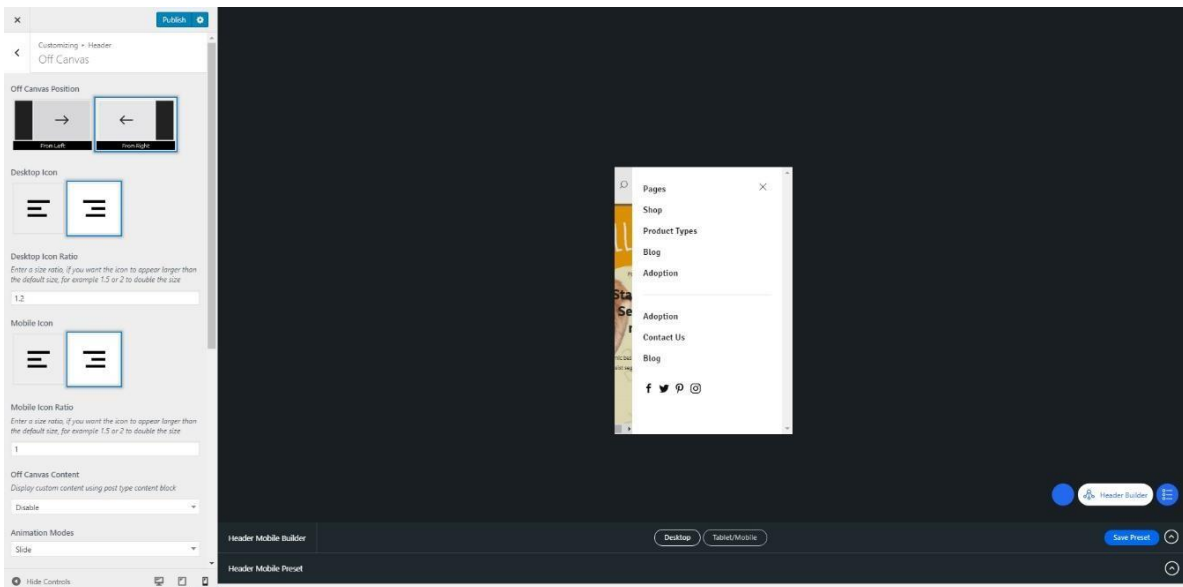 Publish
Customizing ▸ Header
Off Canvas
Off Canvas Position
From Left
From Right
Desktop Icon
Desktop Icon Ratio
Enter a size ratio, if you want the icon to appear larger than
the default size, for example 1.5 or 2 to double the size
1.2
Mobile Icon
Mobile Icon Ratio
Enter a size ratio, if you want the icon to appear larger than
the default size, for example 1.5 or 2 to double the size
1
Off Canvas Content
Display custom content using post type content block
Disable
Animation Modes
Slide
Hide Controls
Pages
Shop
Product Types
Blog
Adoption
Adoption
Contact Us
Blog
Sta
Se
Header Builder
Header Mobile Builder
Desktop
Tablet/Mobile
Save Preset
Header Mobile Preset